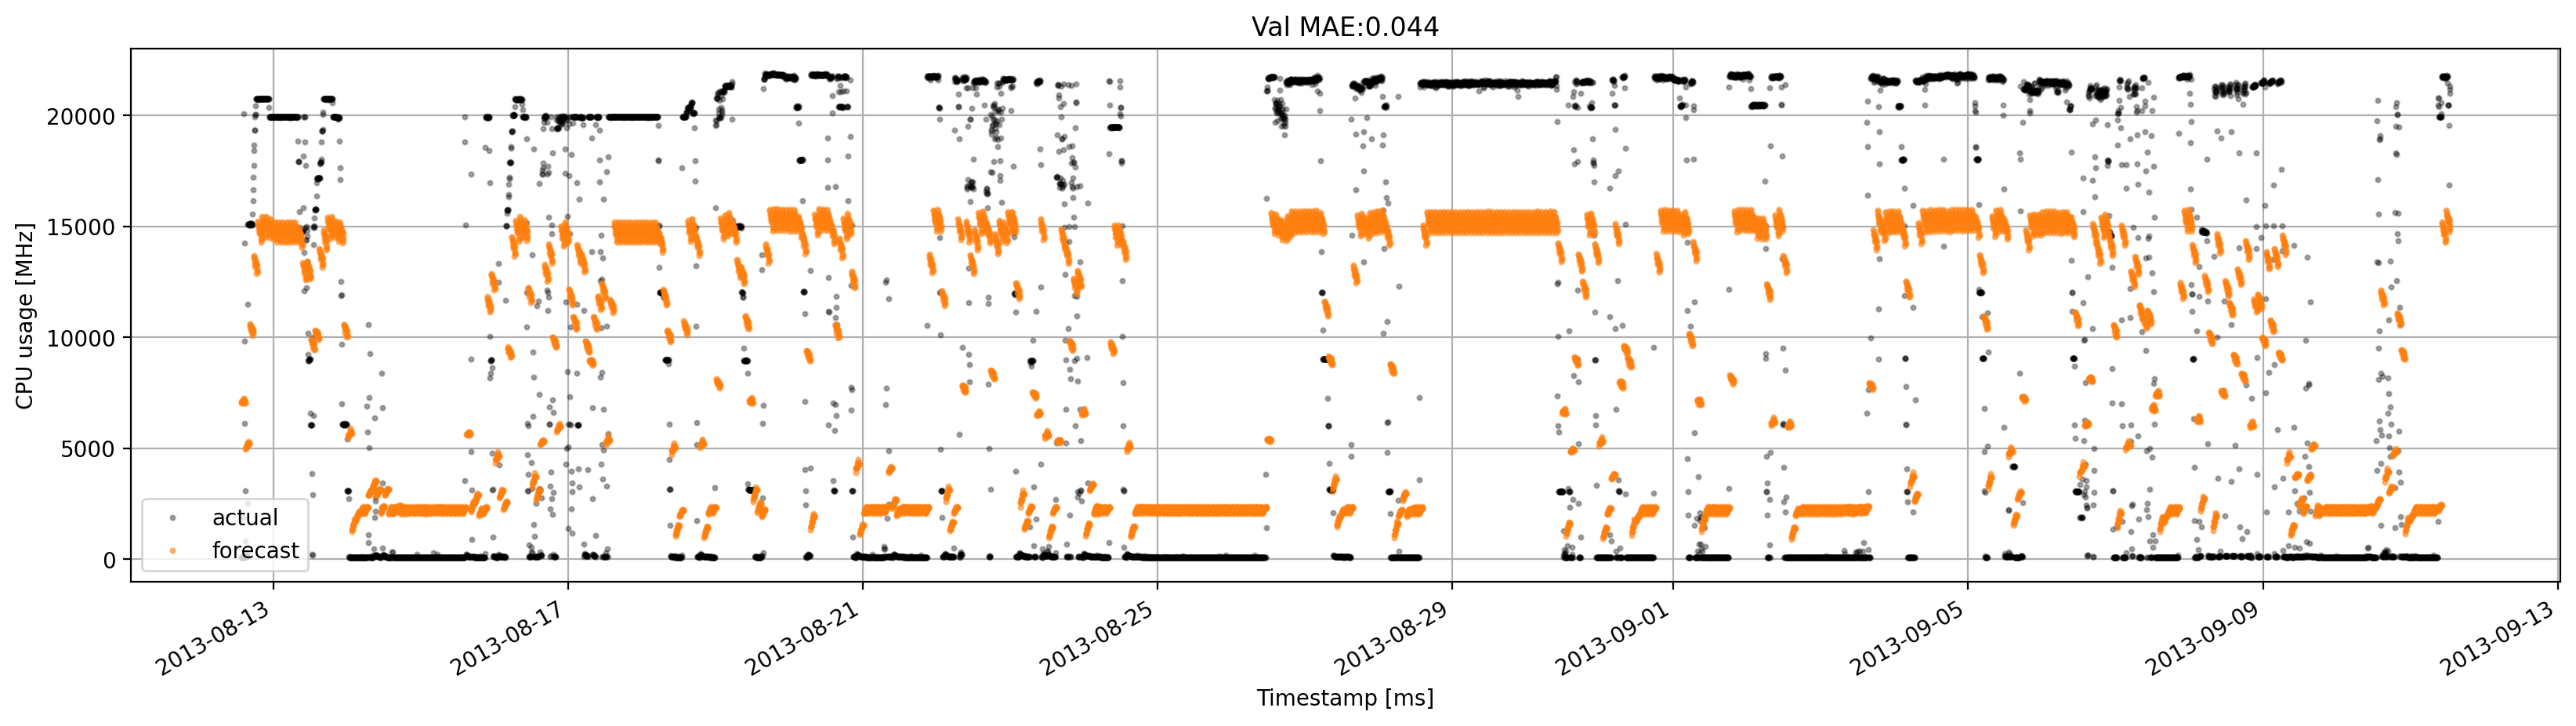 Val MAE:0.044
CPU usage [MHz]
20000
15000
10000
5000
0
actual
forecast
2013-08-13
2013-08-17
2013-08-21
2013-08-25
2013-08-29
2013-09-01
2013-09-05
2013-09-09
2013-09-13
Timestamp [ms]